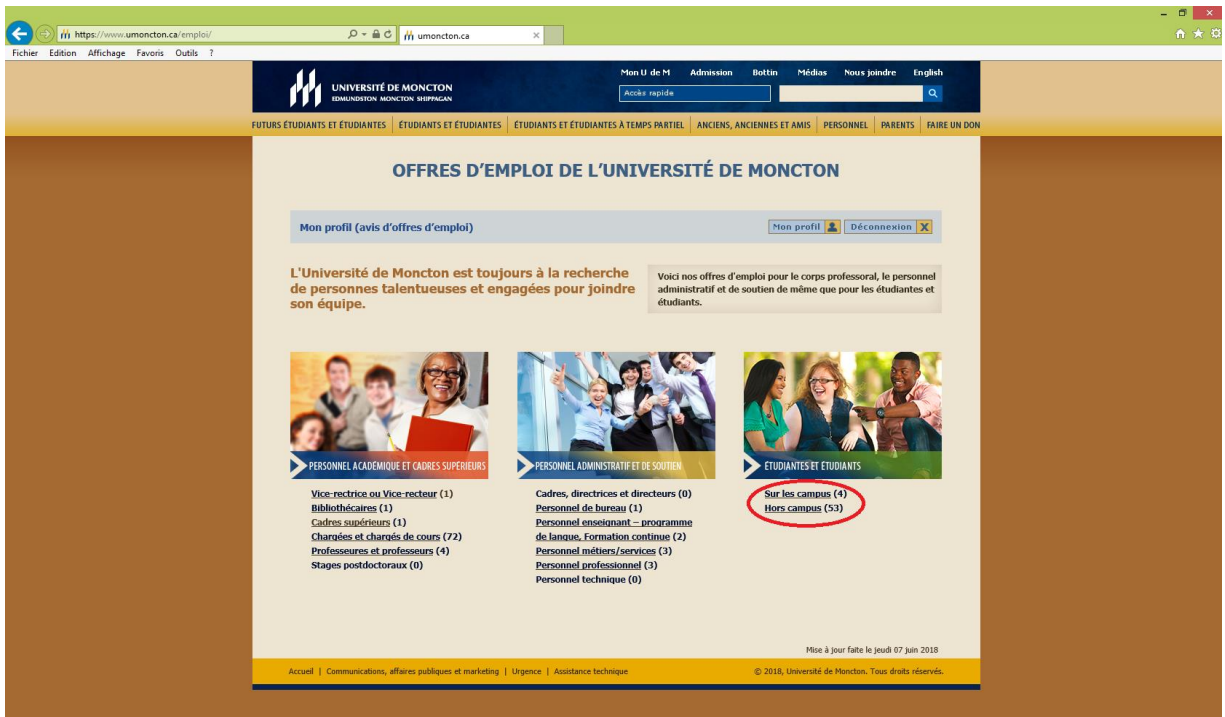 https://www.umoncton.ca/emploi/
umoncton.ca
Fichier Edition Affichage Favoris Outils ?
Mon U de M Admission Bottin Médias Nous joindre English
UNIVERSITÉ DE MONCTON
EDMUNDSTON MONCTON SHIPPAGAN
Accès rapide
FUTURS ÉTUDIANTS ET ÉTUDIANTES ÉTUDIANTS ET ÉTUDIANTES ÉTUDIANTS ET ÉTUDIANTES À TEMPS PARTIEL ANCIENS, ANCIENNES ET AMIS PERSONNEL PARENTS FAIRE UN DON
OFFRES D'EMPLOI DE L'UNIVERSITÉ DE MONCTON
Mon profil (avis d'offres d'emploi)
Mon profil Déconnexion X
L'Université de Moncton est toujours à la recherche
de personnes talentueuses et engagées pour joindre
son équipe.
Voici nos offres d'emploi pour le corps professoral, le personnel
administratif et de soutien de même que pour les étudiantes et
étudiants.
PERSONNEL ACADÉMIQUE ET CADRES SUPÉRIEURS
Vice-rectrice ou Vice-recteur (1)
Bibliothécaires (1)
Cadres supérieurs (1)
Chargées et chargés de cours (72)
Professeures et professeurs (4)
Stages postdoctoraux (0)
PERSONNEL ADMINISTRATIF ET DE SOUTIEN
Cadres, directrices et directeurs (0)
Personnel de bureau (1)
Personnel enseignant – programme
de langue, Formation continue (2)
Personnel métiers/services (3)
Personnel professionnel (3)
Personnel technique (0)
ÉTUDIANTES ET ÉTUDIANTS
Sur les campus (4)
Hors campus (53)
Mise à jour faite le jeudi 07 juin 2018
Accueil | Communications, affaires publiques et marketing | Urgence | Assistance technique
© 2018, Université de Moncton. Tous droits réservés.